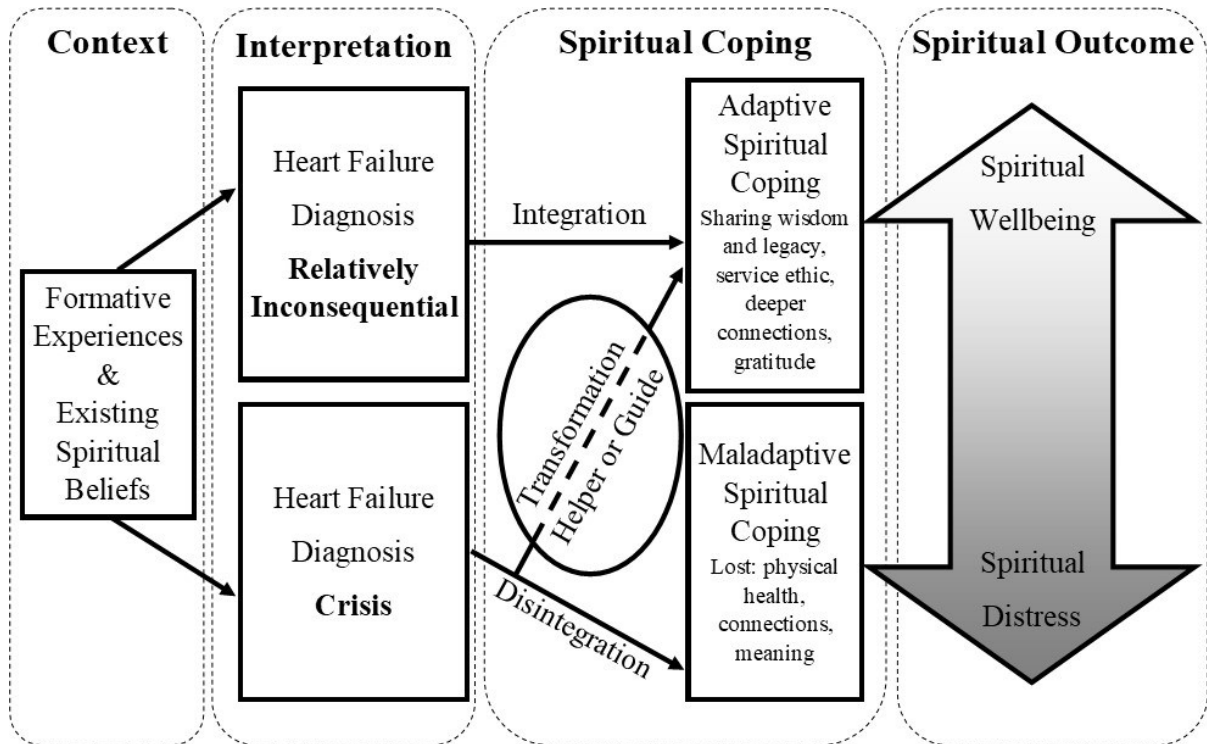 Context
Interpretation
Spiritual Coping
Spiritual Outcome
Formative
Experiences
&
Existing
Spiritual
Beliefs
Heart Failure
Diagnosis
Relatively
Inconsequential
Heart Failure
Diagnosis
Crisis
Integration
Transformation
Helper or Guide
Disintegration
Adaptive
Spiritual
Coping
Sharing wisdom
and legacy,
service ethic,
deeper
connections,
gratitude
Maladaptive
Spiritual
Coping
Lost: physical
health,
connections,
meaning
Spiritual
Wellbeing
Spiritual
Distress